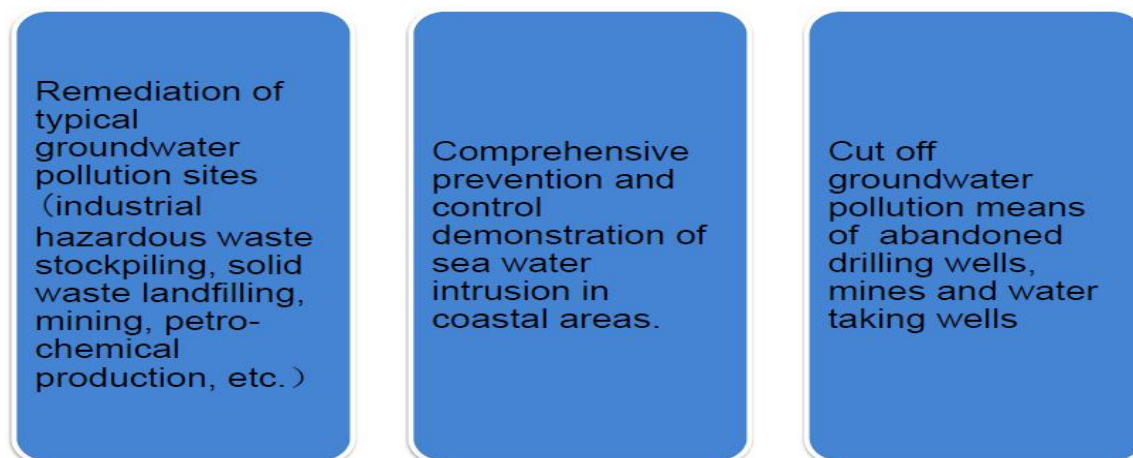 Remediation of
typical
groundwater
pollution sites
（industrial
hazardous waste
stockpiling, solid
waste landfilling,
mining, petro-
chemical
production, etc.）
Comprehensive
prevention and
control
demonstration of
sea water
intrusion in
coastal areas.
Cut off
groundwater
pollution means
of  abandoned
drilling wells,
mines and water
taking wells